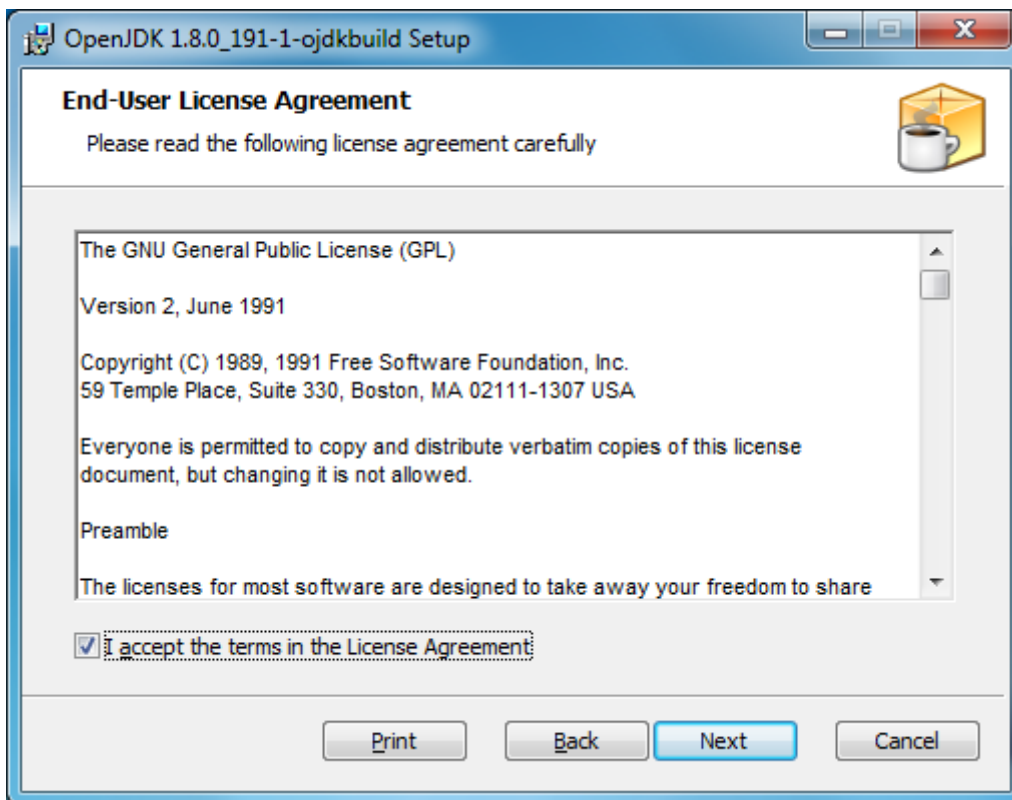 OpenJDK 1.8.0_191-1-ojdkbuild Setup
End-User License Agreement
Please read the following license agreement carefully
The GNU General Public License (GPL)
Version 2, June 1991
Copyright (C) 1989, 1991 Free Software Foundation, Inc.
59 Temple Place, Suite 330, Boston, MA 02111-1307 USA
Everyone is permitted to copy and distribute verbatim copies of this license
document, but changing it is not allowed.
Preamble
The licenses for most software are designed to take away your freedom to share
I accept the terms in the License Agreement
Print Back Next Cancel